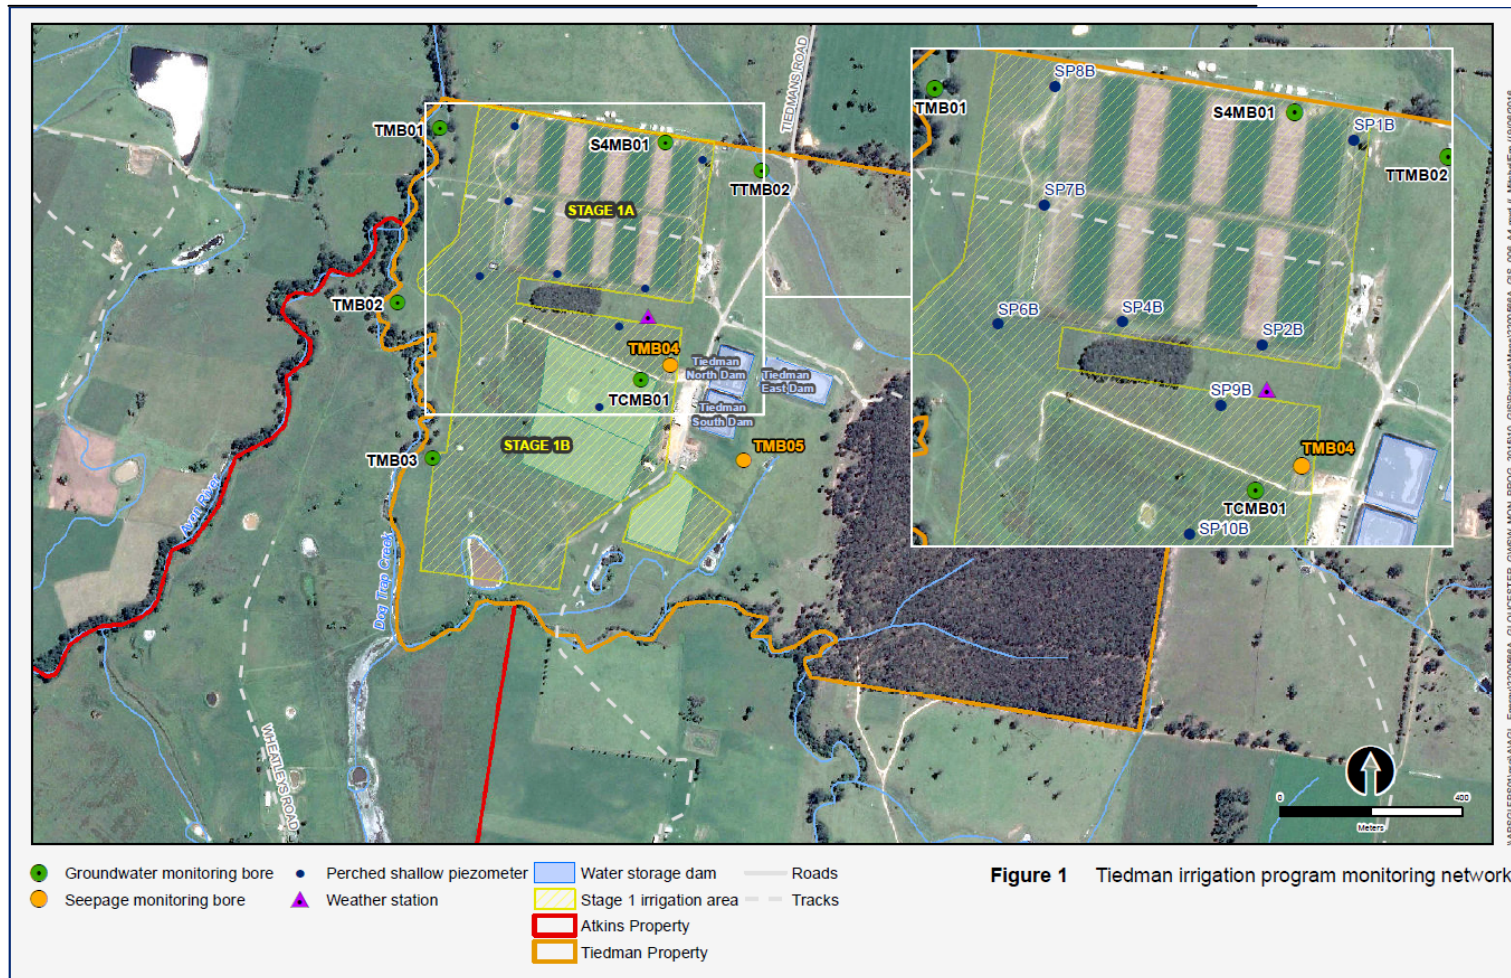 TIEDMANS ROAD
TMB01
S4MB01
TTMB02
STAGE 1A
TMB02
TMB04
Tiedman
North Dam
Tiedman
East Dam
TCMB01
Tiedman
South Dam
STAGE 1B
TMB03
TMB05
Avon River
Dog Trap Creek
WHEATLEYS ROAD
SP8B
TMB01
S4MB01
SP1B
TTMB02
SP7B
SP6B
SP4B
SP2B
SP9B
TMB04
TCMB01
SP10B
0
400
Meters
Groundwater monitoring bore
Perched shallow piezometer
Water storage dam
Roads
Seepage monitoring bore
Weather station
Stage 1 irrigation area
Tracks
Atkins Property
Tiedman Property
Figure 1 Tiedman irrigation program monitoring network